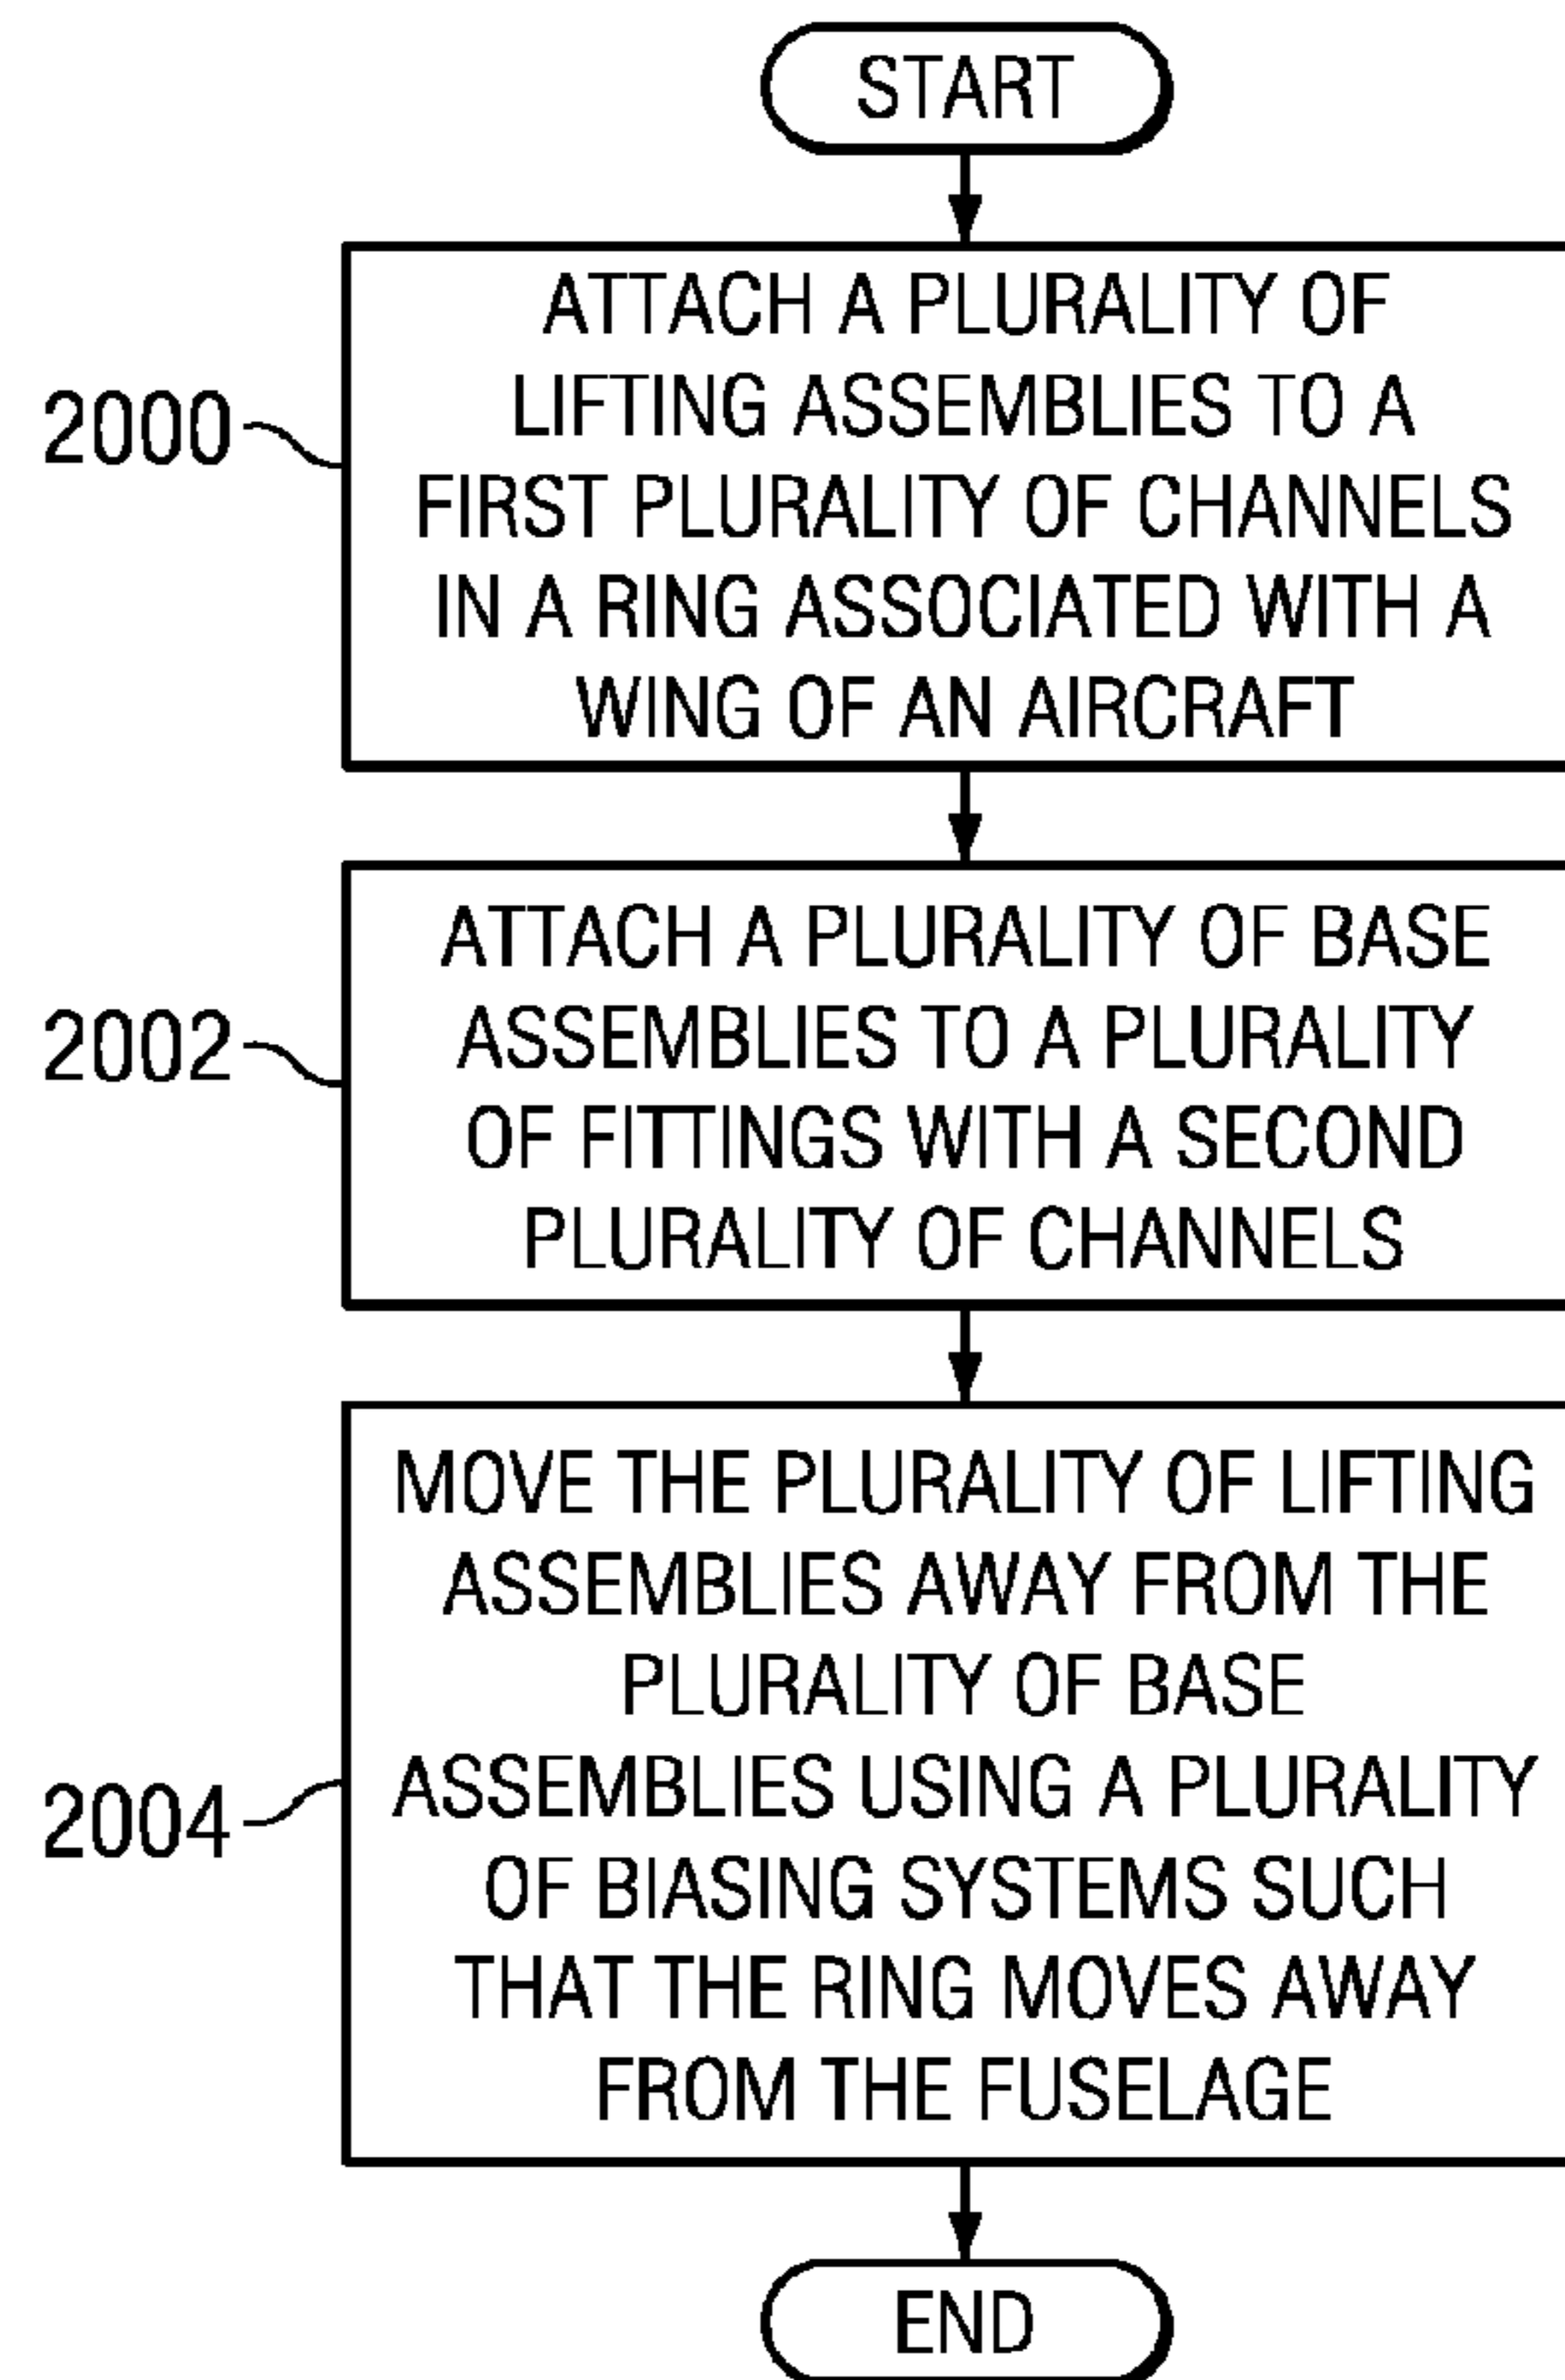 START
ATTACH A PLURALITY OF
LIFTING ASSEMBLIES TO A
FIRST PLURALITY OF CHANNELS
IN A RING ASSOCIATED WITH A
WING OF AN AIRCRAFT
2000
ATTACH A PLURALITY OF BASE
ASSEMBLIES TO A PLURALITY
OF FITTINGS WITH A SECOND
PLURALITY OF CHANNELS
2002
MOVE THE PLURALITY OF LIFTING
ASSEMBLIES AWAY FROM THE
PLURALITY OF BASE
ASSEMBLIES USING A PLURALITY
OF BIASING SYSTEMS SUCH
THAT THE RING MOVES AWAY
FROM THE FUSELAGE
2004
END